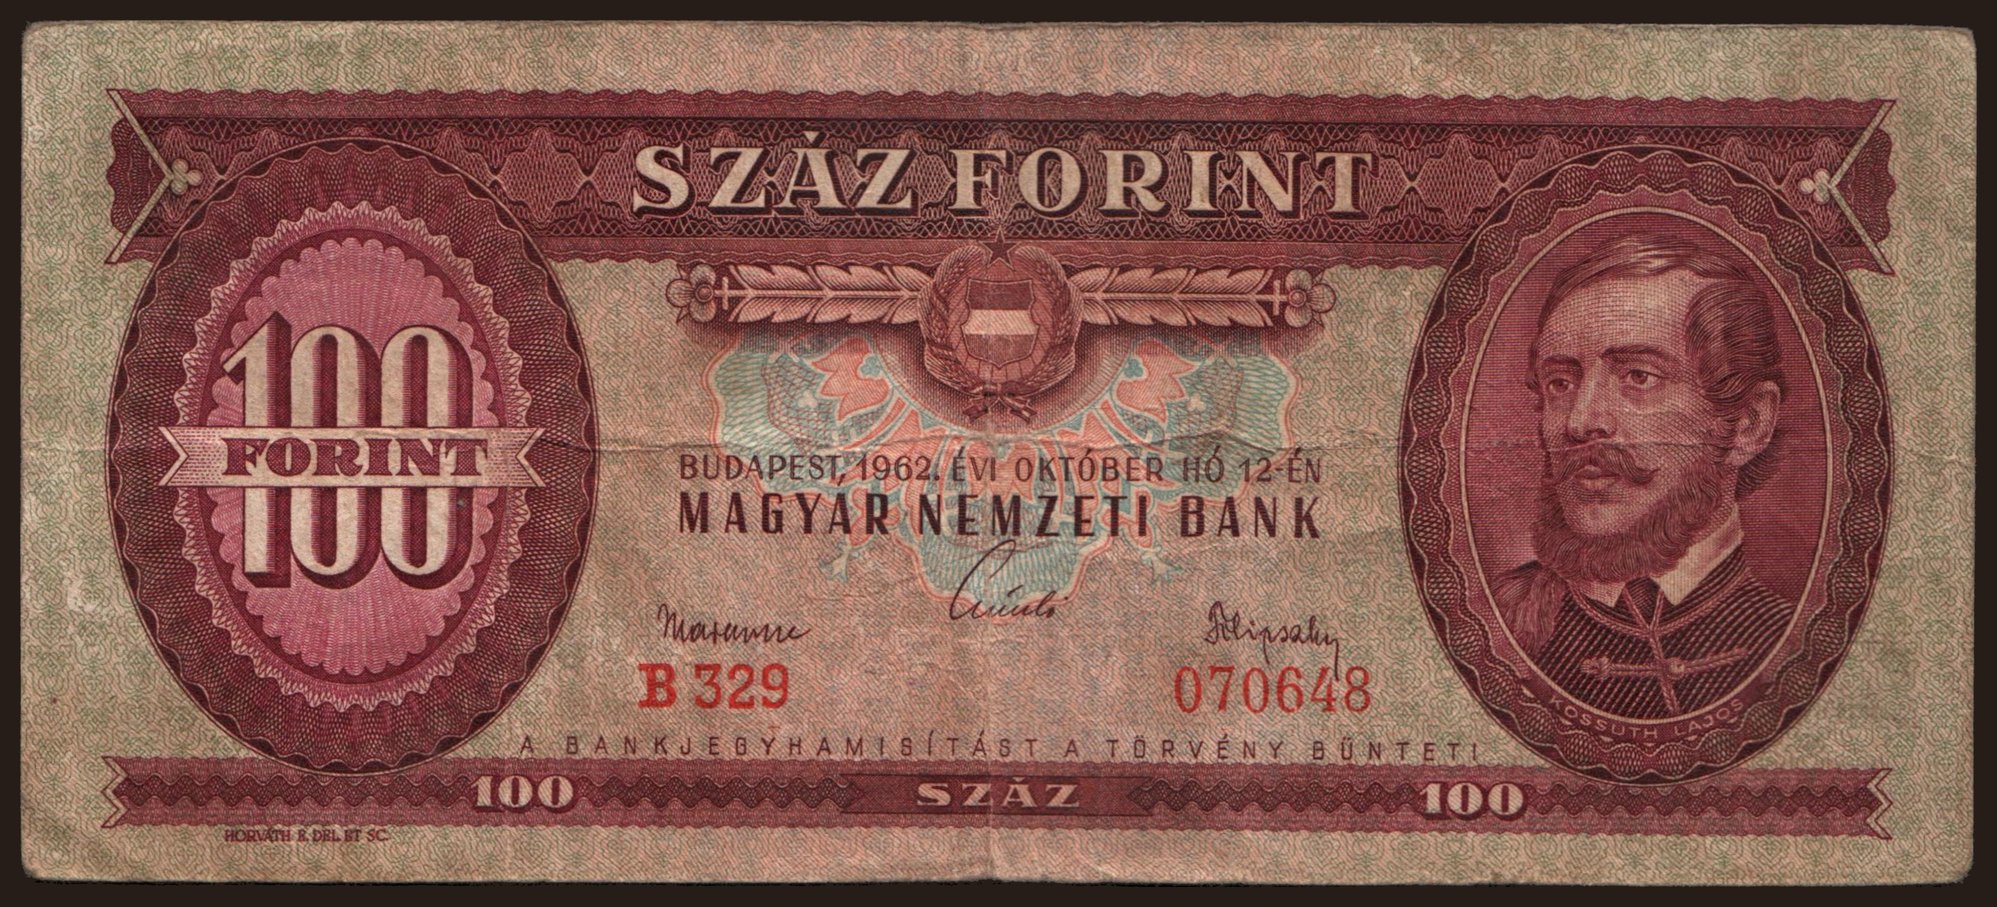 SZÁZ FORINT
100
FORINT
BUDAPEST, 1962. ÉVI OKTÓBER HÓ 12-ÉN
MAGYAR NEMZETI BANK
B 329
070648
KOSSUTH LAJOS
A BANKJEGYHAMISÍTÁST A TÖRVÉNY BÜNTETI
100
SZÁZ
100
HORVÁTH E. DEL. ET SC.